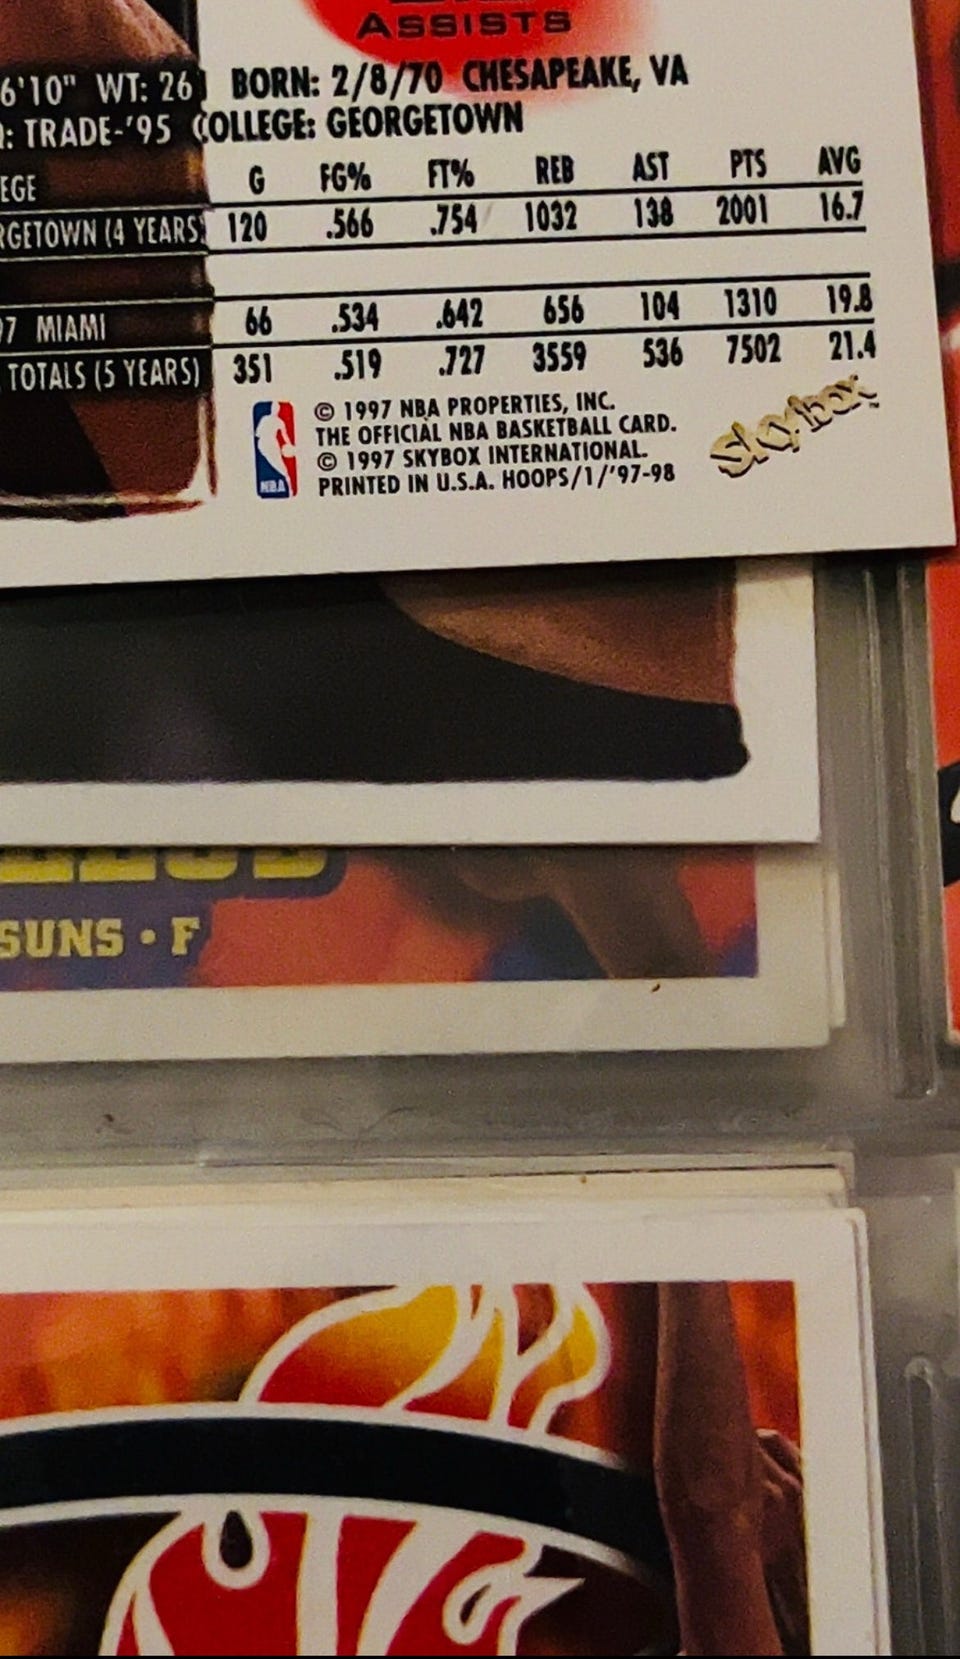 ASSISTS
6'10" WT: 26 BORN: 2/8/70 CHESAPEAKE, VA
: TRADE-'95 COLLEGE: GEORGETOWN
EGE G FG% FT% REB AST PTS AVG
RGETOWN (4 YEARS) 120 .566 .754 1032 138 2001 16.7
97 MIAMI 66 .534 .642 656 104 1310 19.8
TOTALS (5 YEARS) 351 .519 .727 3559 536 7502 21.4
© 1997 NBA PROPERTIES, INC.
THE OFFICIAL NBA BASKETBALL CARD.
© 1997 SKYBOX INTERNATIONAL.
PRINTED IN U.S.A. HOOPS/1/'97-98
NBA
SkyBox™
SUNS • F